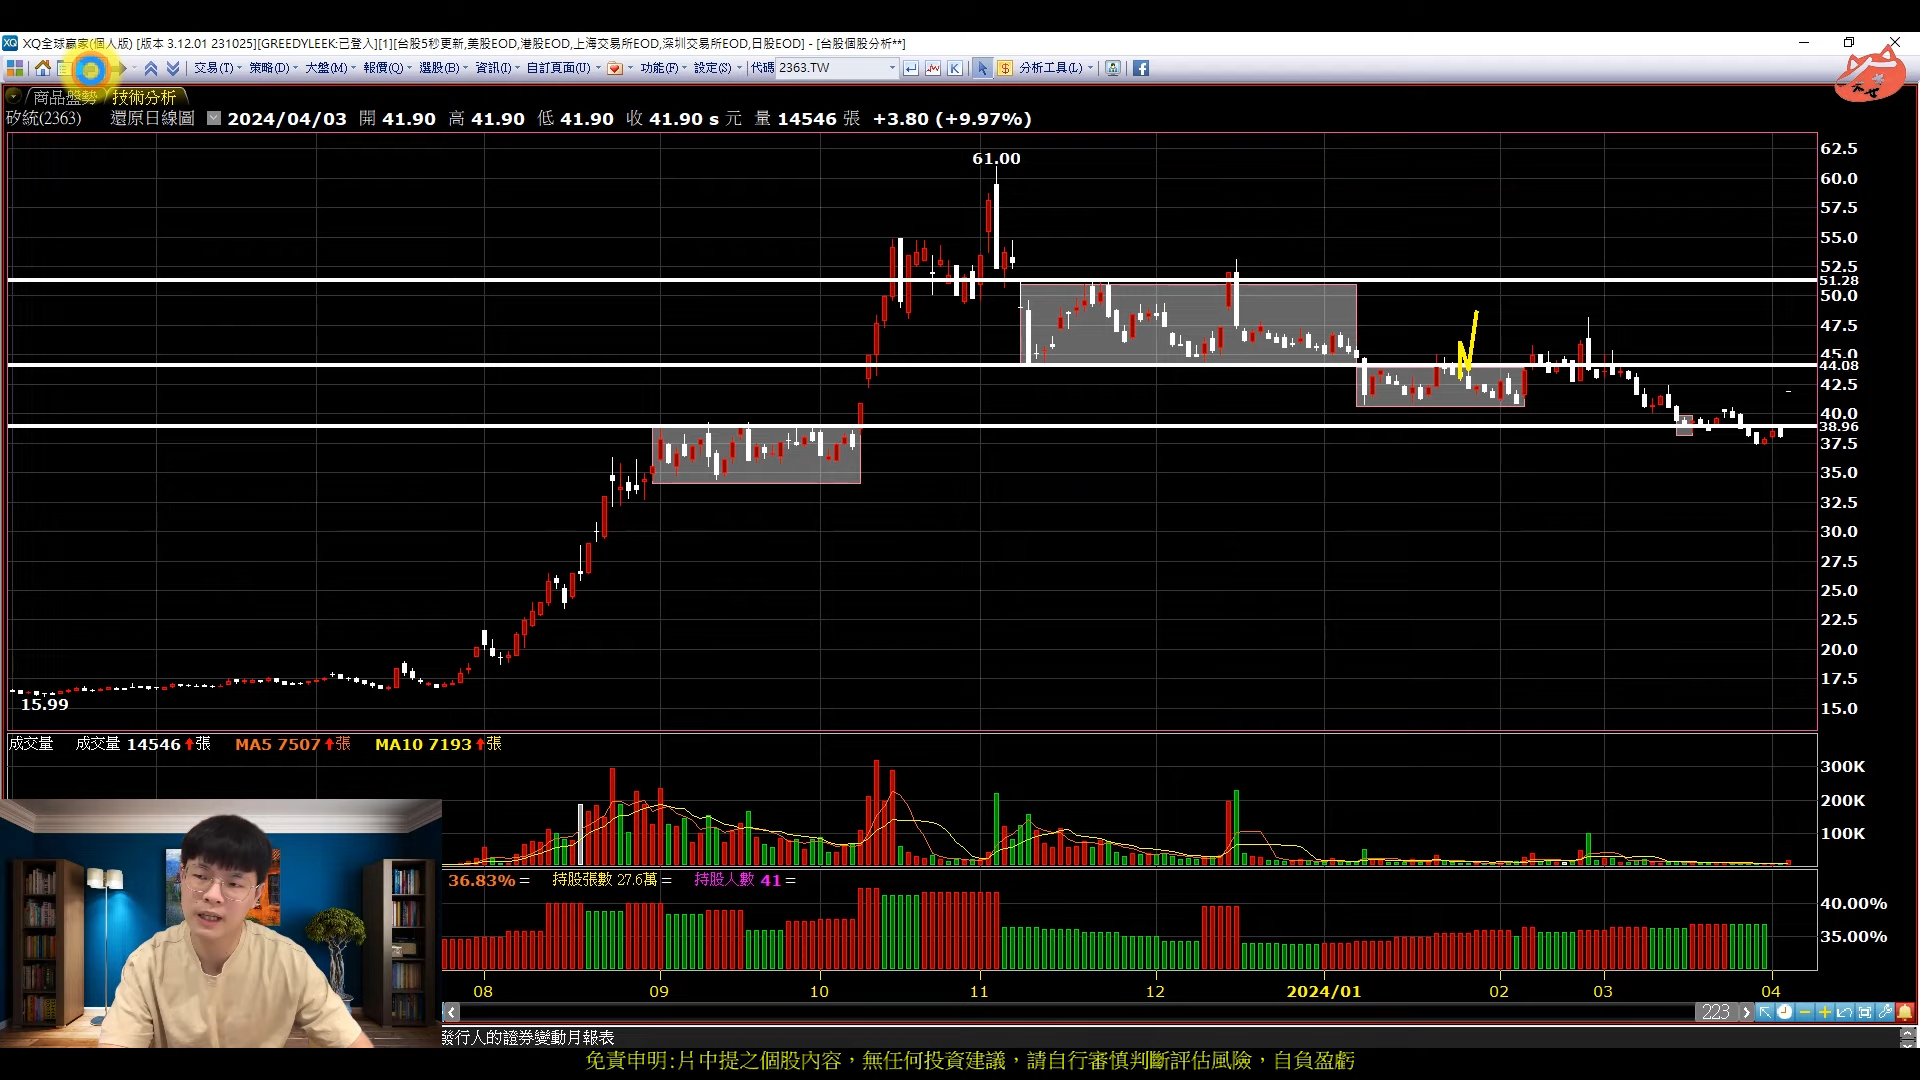 XQ全球贏家(個人版) [版本 3.12.01 231025][GREEDYLEEK:已登入][1][台股5秒更新,美股EOD,港股EOD,上海交易所EOD,深圳交易所EOD,日股EOD] - [台股個股分析**]
交易(T) 策略(D) 大盤(M) 報價(Q) 選股(B) 資訊(I) 自訂頁面(U) 功能(F) 設定(S) 代碼 2363.TW K $ 分析工具(L)
商品盤勢 技術分析
矽統(2363) 還原日線圖 2024/04/03 開 41.90 高 41.90 低 41.90 收 41.90 s 元 量 14546 張 +3.80 (+9.97%)
61.00
62.5
60.0
57.5
55.0
52.5
51.28
50.0
47.5
45.0
44.08
42.5
40.0
38.96
37.5
35.0
32.5
30.0
27.5
25.0
22.5
20.0
17.5
15.0
15.99
成交量 成交量 14546↑張 MA5 7507↑張 MA10 7193↑張
300K
200K
100K
36.83% = 持股張數 27.6萬 = 持股人數 41 =
40.00%
35.00%
08 09 10 11 12 2024/01 02 03 04
223
發行人的證券變動月報表
免責申明:片中提之個股內容，無任何投資建議，請自行審慎判斷評估風險，自負盈虧